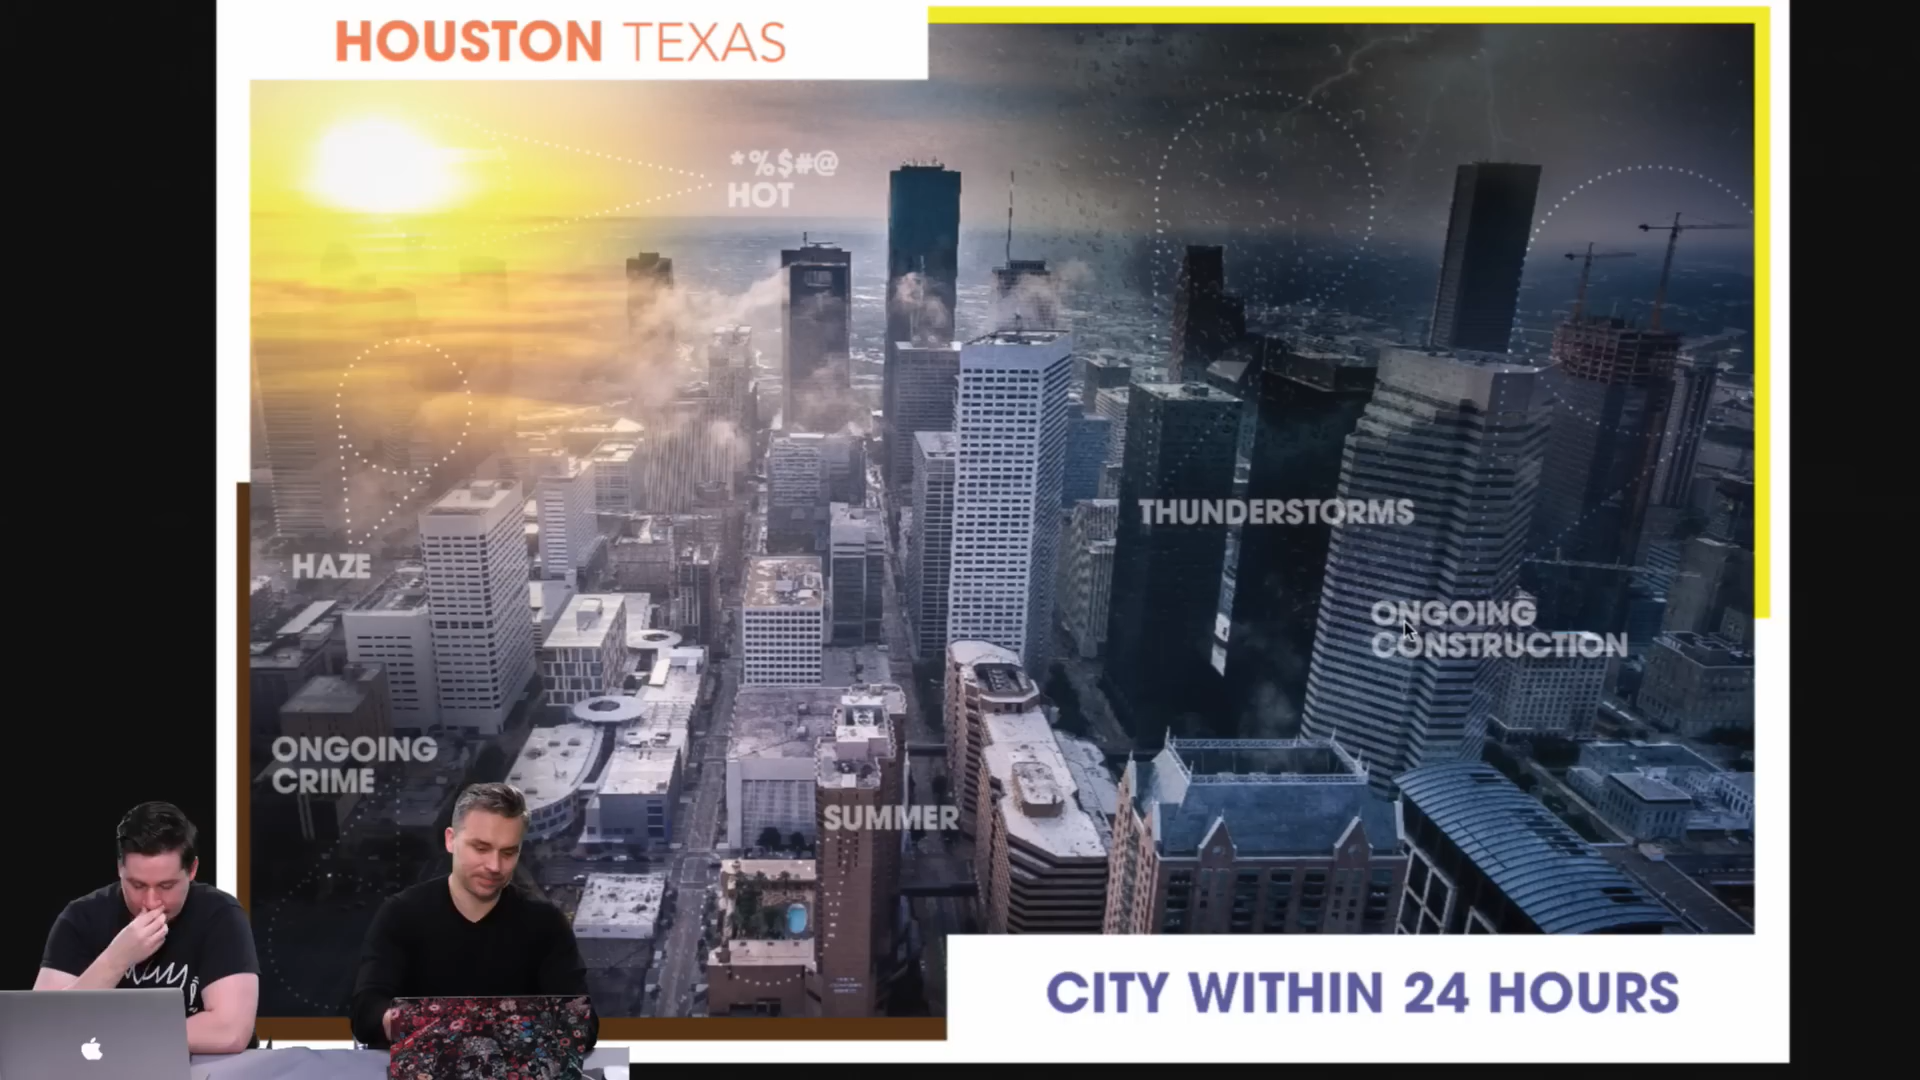 HOUSTON TEXAS
*%$#@
HOT
HAZE
THUNDERSTORMS
ONGOING
CONSTRUCTION
ONGOING
CRIME
SUMMER
CITY WITHIN 24 HOURS